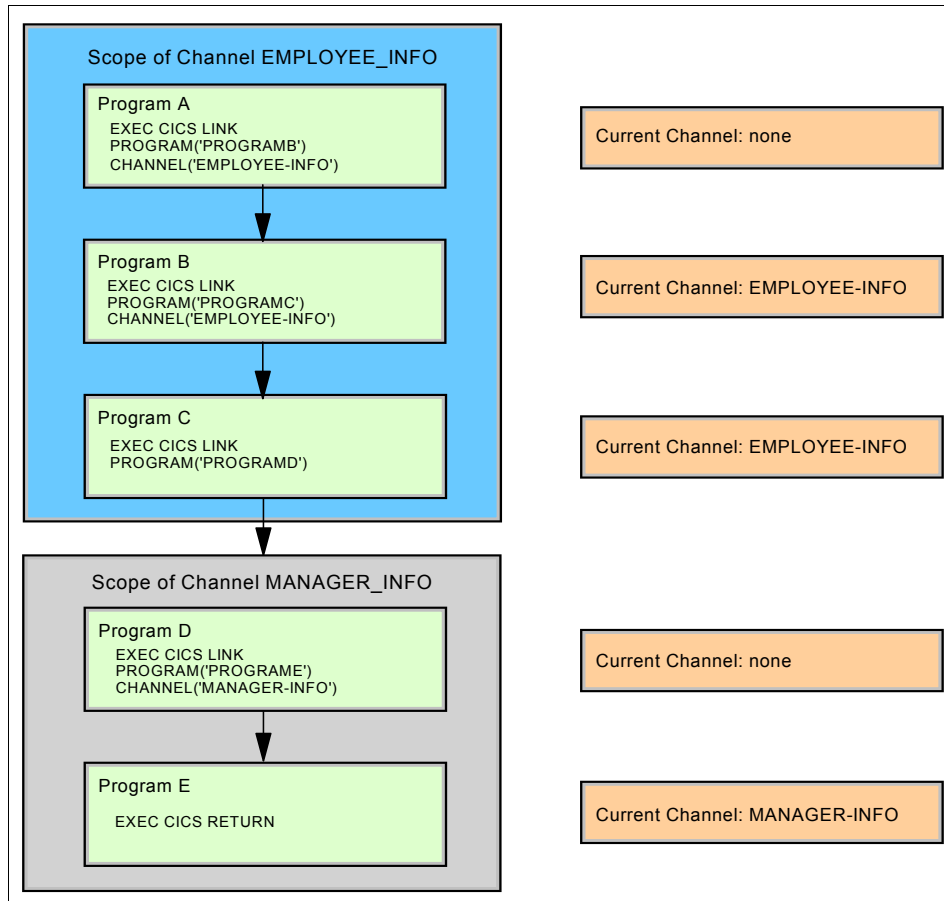 Scope of Channel EMPLOYEE_INFO
Program A
EXEC CICS LINK
PROGRAM('PROGRAMB')
CHANNEL('EMPLOYEE-INFO')
Current Channel: none
Program B
EXEC CICS LINK
PROGRAM('PROGRAMC')
CHANNEL('EMPLOYEE-INFO')
Current Channel: EMPLOYEE-INFO
Program C
EXEC CICS LINK
PROGRAM('PROGRAMD')
Current Channel: EMPLOYEE-INFO
Scope of Channel MANAGER_INFO
Program D
EXEC CICS LINK
PROGRAM('PROGRAME')
CHANNEL('MANAGER-INFO')
Current Channel: none
Program E
EXEC CICS RETURN
Current Channel: MANAGER-INFO